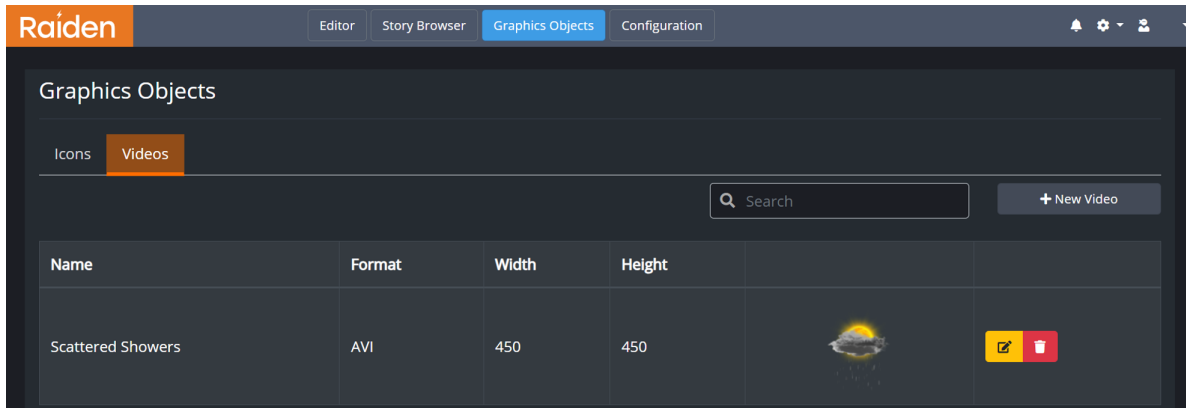 Raiden
Editor Story Browser Graphics Objects Configuration
Graphics Objects
Icons Videos
Search
New Video
Name Format Width Height
Scattered Showers AVI 450 450